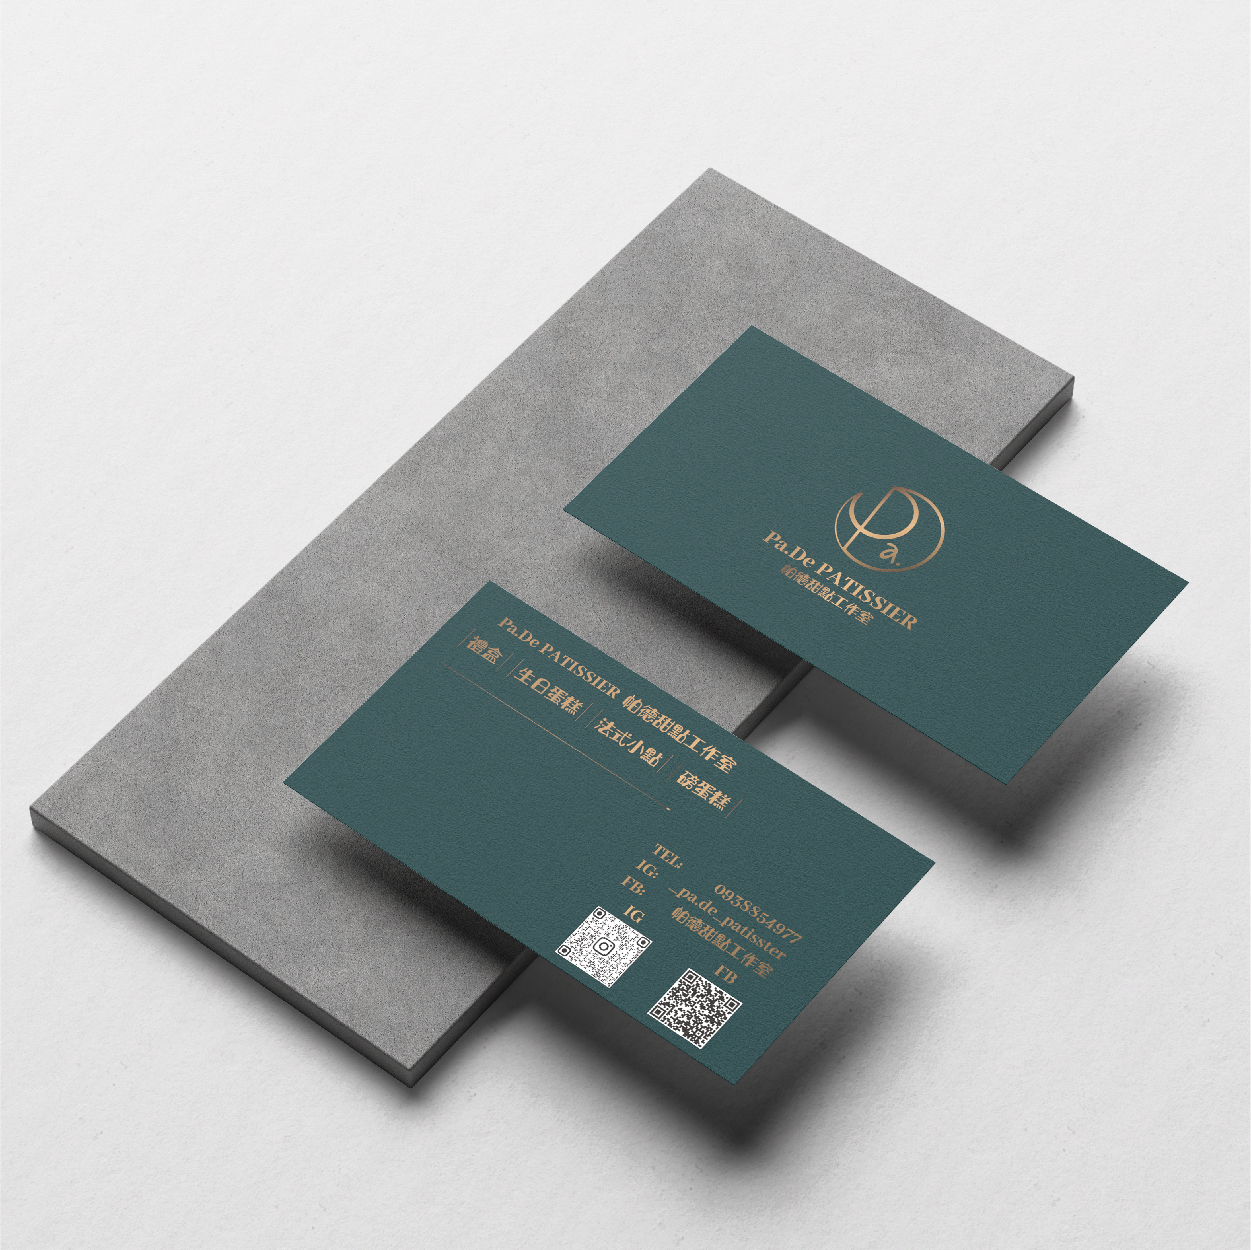 Pa.
Pa.De PATISSIER
帕德甜點工作室
Pa.De PATISSIER 帕德甜點工作室
|禮盒| |生日蛋糕| |法式小點| |磅蛋糕|
TEL: 0938854977
IG: _pa.de_patisster
FB: 帕德甜點工作室
IG
FB